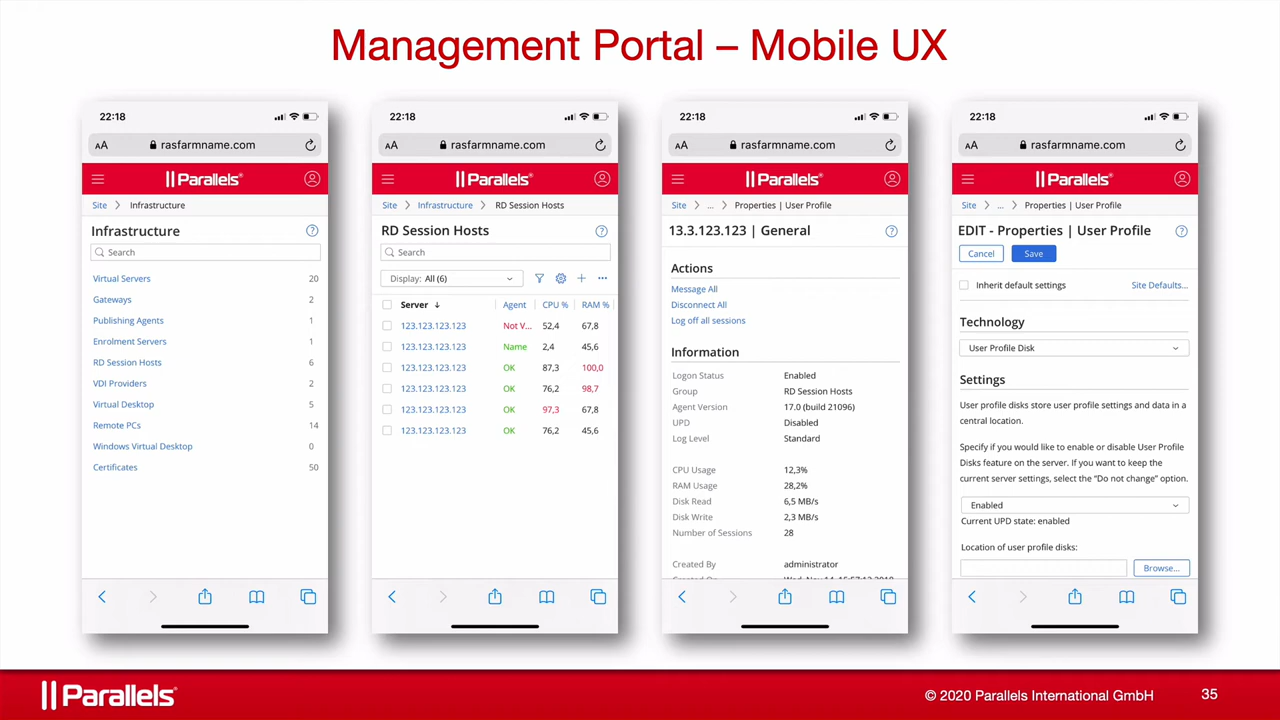 Management Portal – Mobile UX
22:18
AA rasfarmname.com
Parallels®
Site Infrastructure
Infrastructure ?
Search
Virtual Servers 20
Gateways 2
Publishing Agents 1
Enrolment Servers 1
RD Session Hosts 6
VDI Providers 2
Virtual Desktop 5
Remote PCs 14
Windows Virtual Desktop 0
Certificates 50
22:18
AA rasfarmname.com
Parallels®
Site Infrastructure RD Session Hosts
RD Session Hosts ?
Search
Display: All (6)
Server Agent CPU % RAM %
123.123.123.123 Not V... 52,4 67,8
123.123.123.123 Name 2,4 45,6
123.123.123.123 OK 87,3 100,0
123.123.123.123 OK 76,2 98,7
123.123.123.123 OK 97,3 67,8
123.123.123.123 OK 76,2 45,6
22:18
AA rasfarmname.com
Parallels®
Site ... Properties | User Profile
13.3.123.123 | General ?
Actions
Message All
Disconnect All
Log off all sessions
Information
Logon Status Enabled
Group RD Session Hosts
Agent Version 17.0 (build 21096)
UPD Disabled
Log Level Standard
CPU Usage 12,3%
RAM Usage 28,2%
Disk Read 6,5 MB/s
Disk Write 2,3 MB/s
Number of Sessions 28
Created By administrator
22:18
AA rasfarmname.com
Parallels®
Site ... Properties | User Profile
EDIT - Properties | User Profile ?
Cancel Save
Inherit default settings Site Defaults...
Technology
User Profile Disk
Settings
User profile disks store user profile settings and data in a
central location.
Specify if you would like to enable or disable User Profile
Disks feature on the server. If you want to keep the
current server settings, select the “Do not change” option.
Enabled
Current UPD state: enabled
Location of user profile disks:
Browse...
Parallels®
© 2020 Parallels International GmbH 35